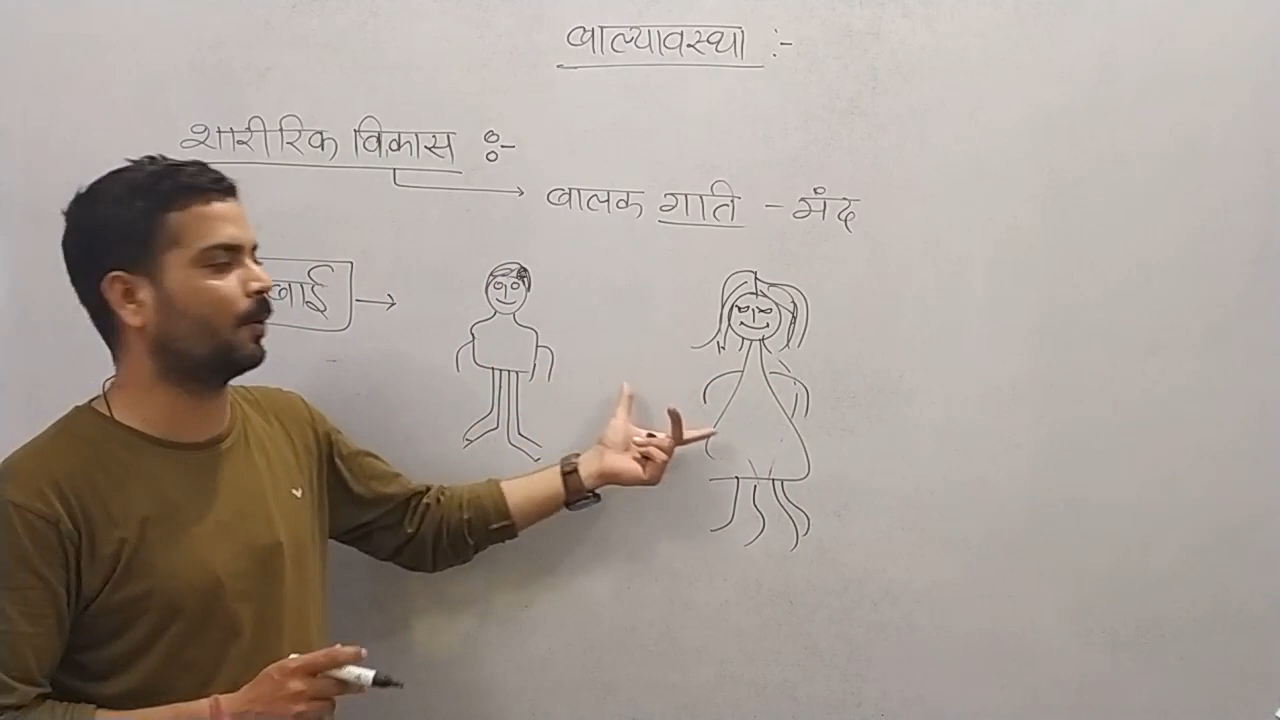 बाल्यावस्था :-
शारीरिक विकास :-
बालक गति - मंद